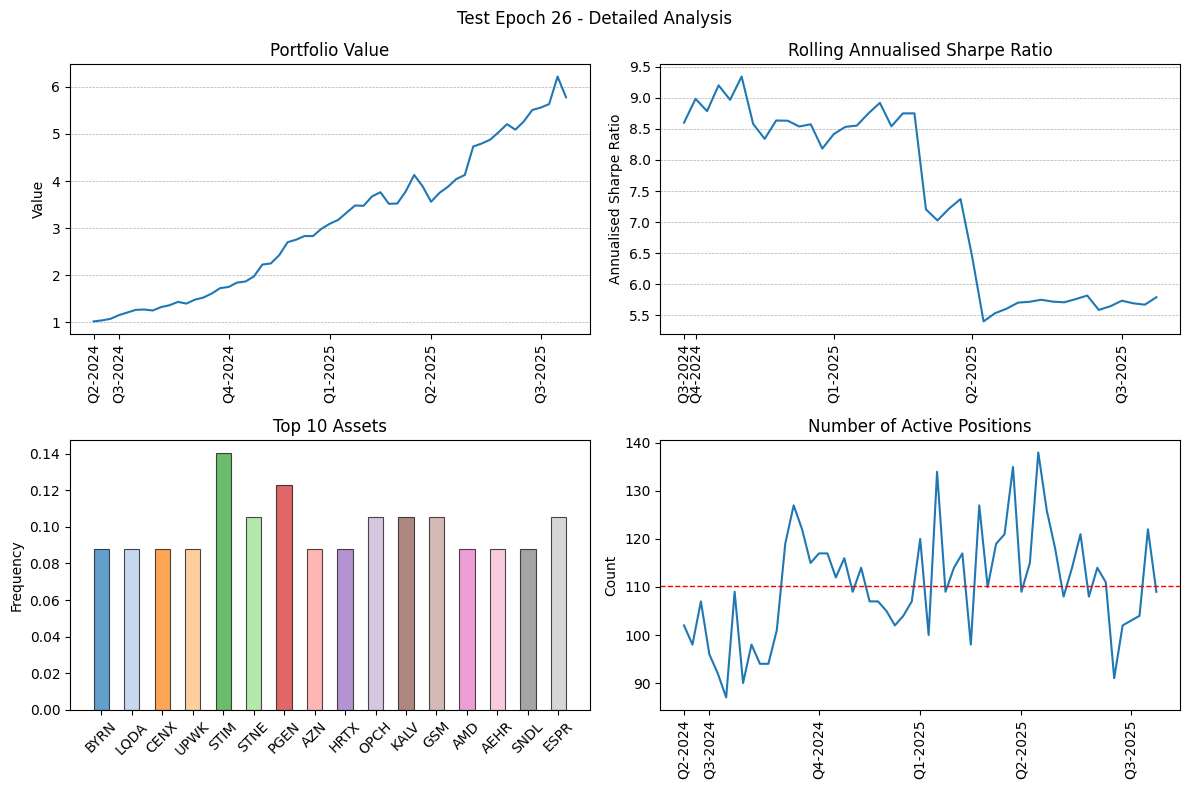 Test Epoch 26 - Detailed Analysis
Portfolio Value
Value
6
5
4
3
2
1
Q2-2024
Q3-2024
Q4-2024
Q1-2025
Q2-2025
Q3-2025
Rolling Annualised Sharpe Ratio
Annualised Sharpe Ratio
9.5
9.0
8.5
8.0
7.5
7.0
6.5
6.0
5.5
Q3-2024
Q4-2024
Q1-2025
Q2-2025
Q3-2025
Top 10 Assets
Frequency
0.14
0.12
0.10
0.08
0.06
0.04
0.02
0.00
BYRN
LQDA
CENX
UPWK
STIM
STNE
PGEN
AZN
HRTX
OPCH
KALV
GSM
AMD
AEHR
SNDL
ESPR
Number of Active Positions
Count
140
130
120
110
100
90
Q2-2024
Q3-2024
Q4-2024
Q1-2025
Q2-2025
Q3-2025